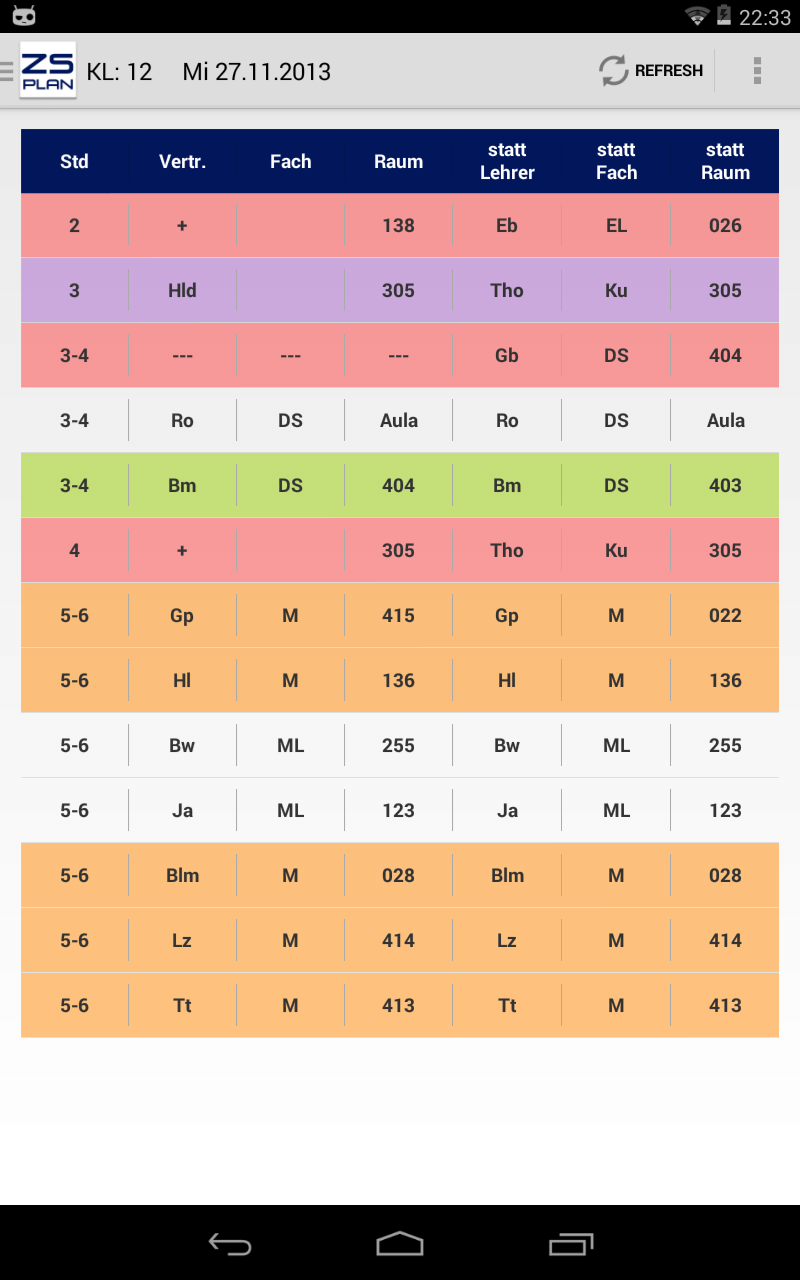 22:33
ZS PLAN KL: 12 Mi 27.11.2013 REFRESH
Std Vertr. Fach Raum statt Lehrer statt Fach statt Raum
2 + 138 Eb EL 026
3 Hld 305 Tho Ku 305
3-4 --- --- --- Gb DS 404
3-4 Ro DS Aula Ro DS Aula
3-4 Bm DS 404 Bm DS 403
4 + 305 Tho Ku 305
5-6 Gp M 415 Gp M 022
5-6 Hl M 136 Hl M 136
5-6 Bw ML 255 Bw ML 255
5-6 Ja ML 123 Ja ML 123
5-6 Blm M 028 Blm M 028
5-6 Lz M 414 Lz M 414
5-6 Tt M 413 Tt M 413